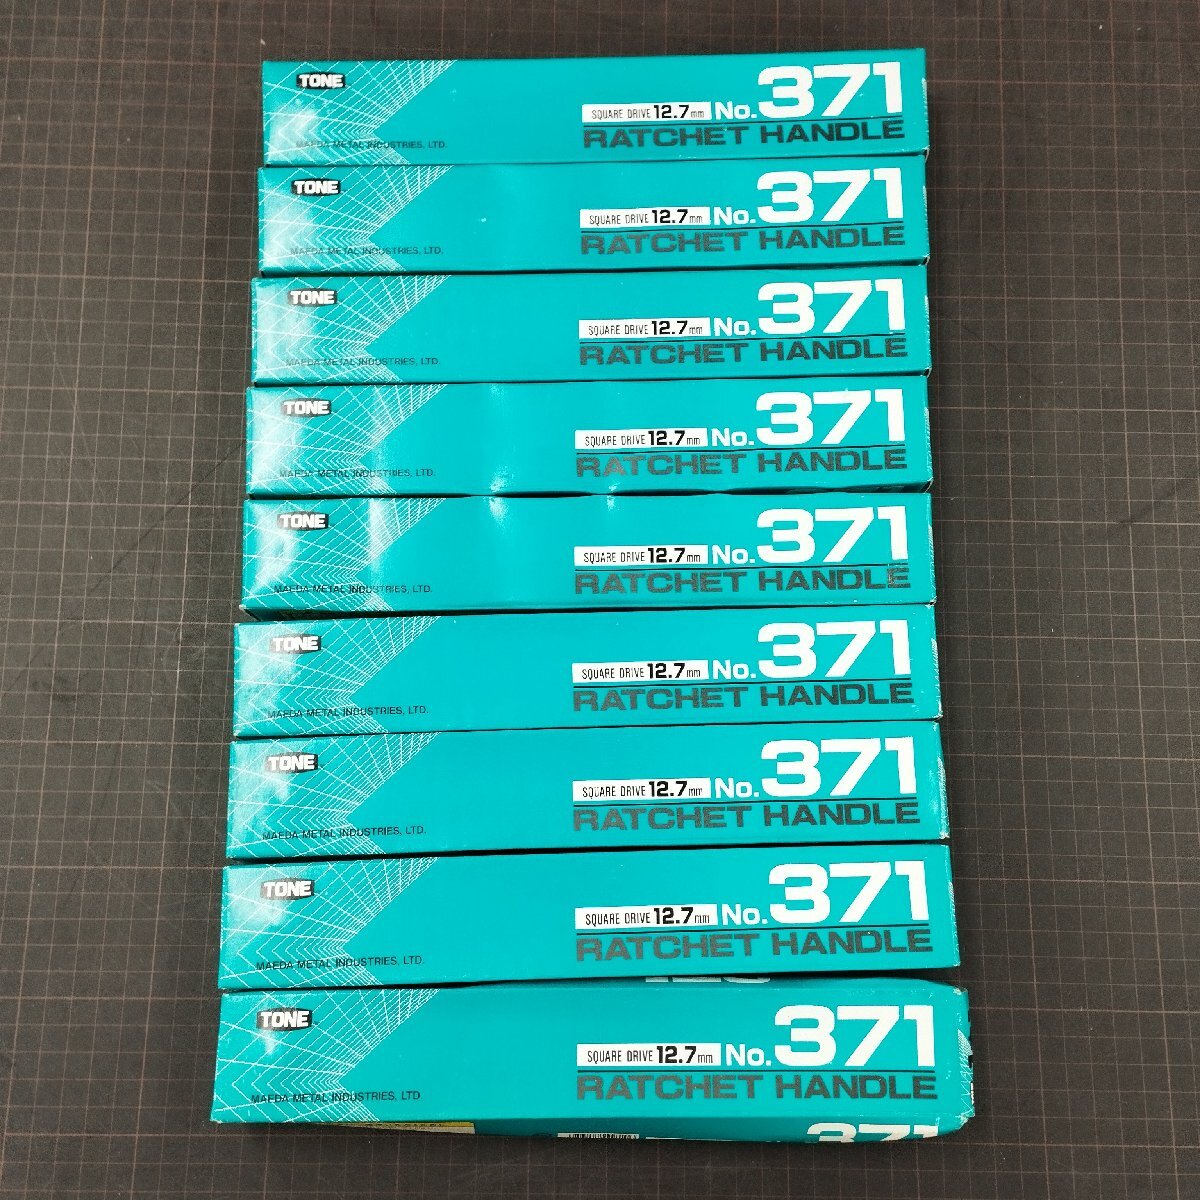 TONE
SQUARE DRIVE 12.7mm No.371
MAEDA METAL INDUSTRIES, LTD.
RATCHET HANDLE
TONE
SQUARE DRIVE 12.7mm No.371
MAEDA METAL INDUSTRIES, LTD.
RATCHET HANDLE
TONE
SQUARE DRIVE 12.7mm No.371
MAEDA METAL INDUSTRIES, LTD.
RATCHET HANDLE
TONE
SQUARE DRIVE 12.7mm No.371
MAEDA METAL INDUSTRIES, LTD.
RATCHET HANDLE
TONE
SQUARE DRIVE 12.7mm No.371
MAEDA METAL INDUSTRIES, LTD.
RATCHET HANDLE
TONE
SQUARE DRIVE 12.7mm No.371
MAEDA METAL INDUSTRIES, LTD.
RATCHET HANDLE
TONE
SQUARE DRIVE 12.7mm No.371
MAEDA METAL INDUSTRIES, LTD.
RATCHET HANDLE
TONE
SQUARE DRIVE 12.7mm No.371
MAEDA METAL INDUSTRIES, LTD.
RATCHET HANDLE
TONE
SQUARE DRIVE 12.7mm No.371
MAEDA METAL INDUSTRIES, LTD.
RATCHET HANDLE
371